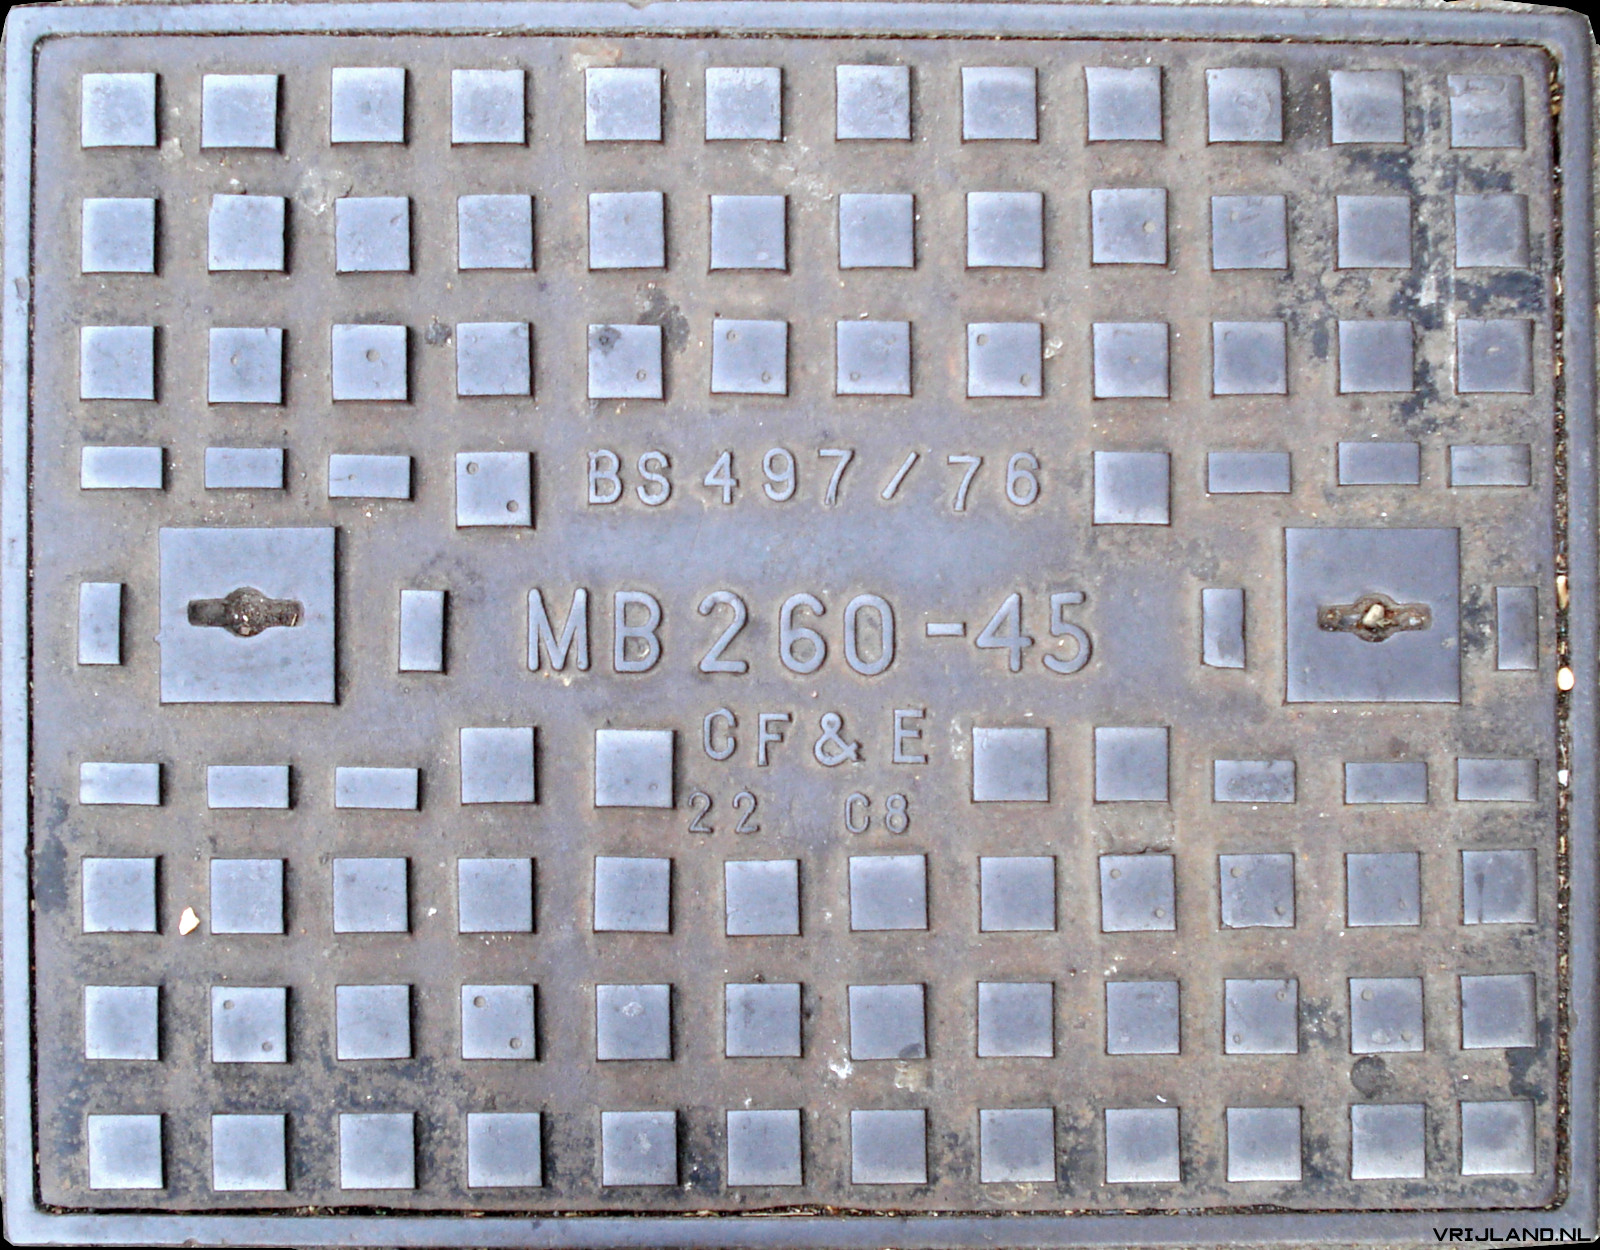 BS 497/76
MB 260-45
CF & E
22 C8
VRIJLAND.NL